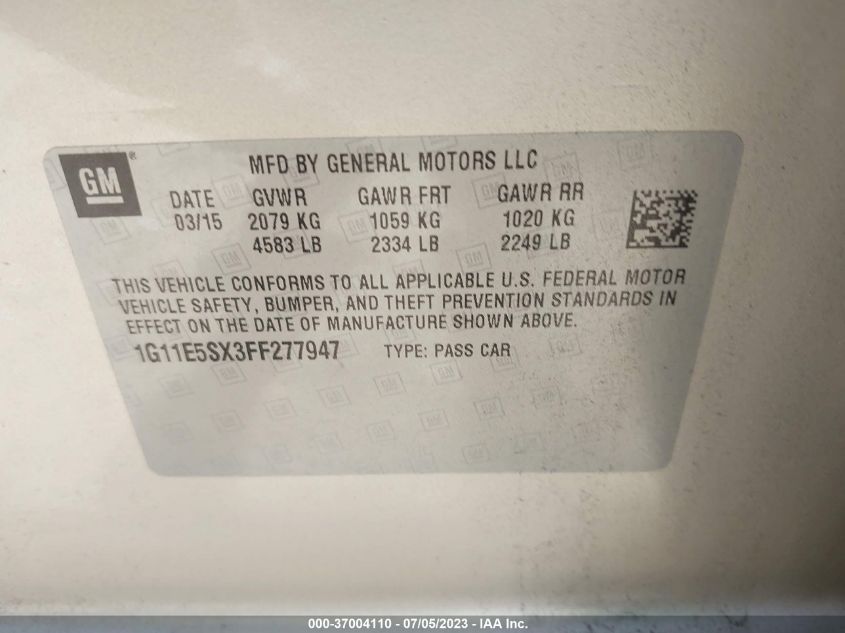 GM®
MFD BY GENERAL MOTORS LLC
DATE GVWR GAWR FRT GAWR RR
03/15 2079 KG 1059 KG 1020 KG
4583 LB 2334 LB 2249 LB
THIS VEHICLE CONFORMS TO ALL APPLICABLE U.S. FEDERAL MOTOR
VEHICLE SAFETY, BUMPER, AND THEFT PREVENTION STANDARDS IN
EFFECT ON THE DATE OF MANUFACTURE SHOWN ABOVE.
1G11E5SX3FF277947 TYPE: PASS CAR
000-37004110 - 07/05/2023 - IAA Inc.